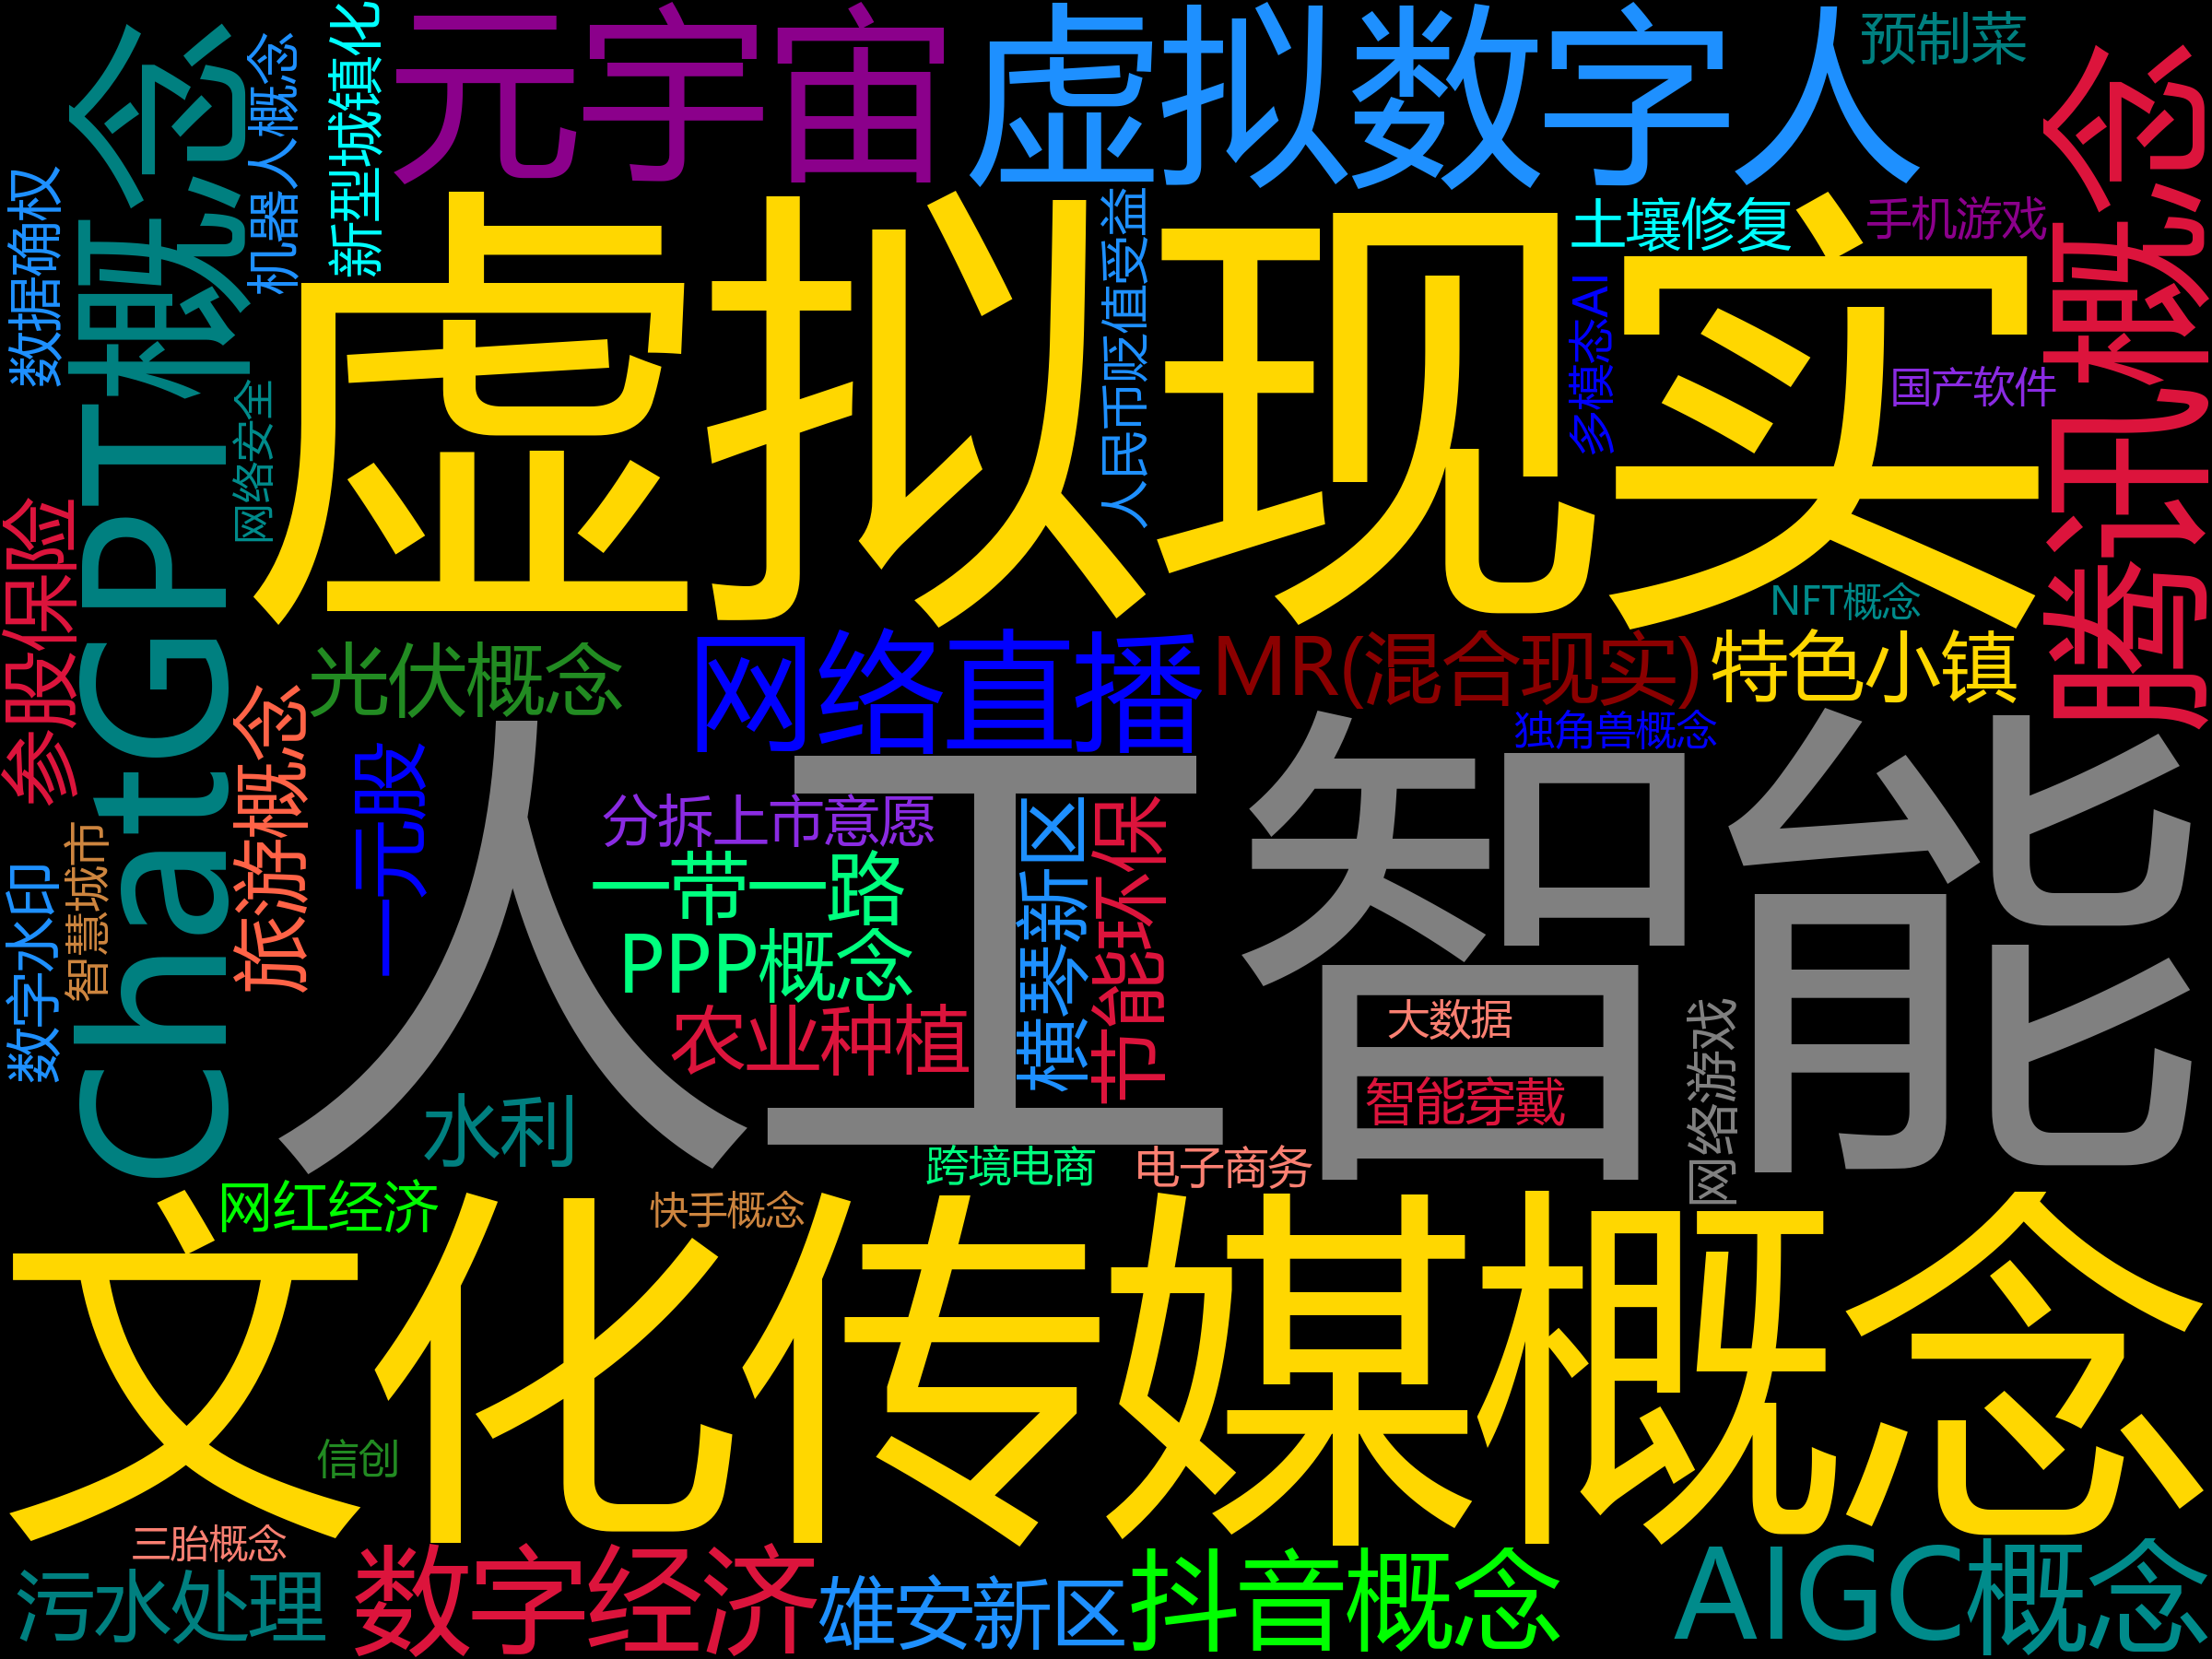 元宇宙
虚拟数字人
预制菜
ChatGPT概念
机器人概念
新型城镇化
数据确权
虚拟现实
人民币贬值受益
土壤修复
手机游戏
腾讯概念
多模态AI
国产软件
网络安全
参股保险
NFT概念
光伏概念
网络直播
MR(混合现实)
特色小镇
独角兽概念
旅游概念
一元股
人工智能
分拆上市意愿
一带一路
横琴新区
节能环保
智慧城市
数字水印
PPP概念
农业种植
大数据
智能穿戴
网络游戏
水利
跨境电商
电子商务
网红经济
快手概念
文化传媒概念
信创
三胎概念
污水处理
数字经济
雄安新区
抖音概念
AIGC概念